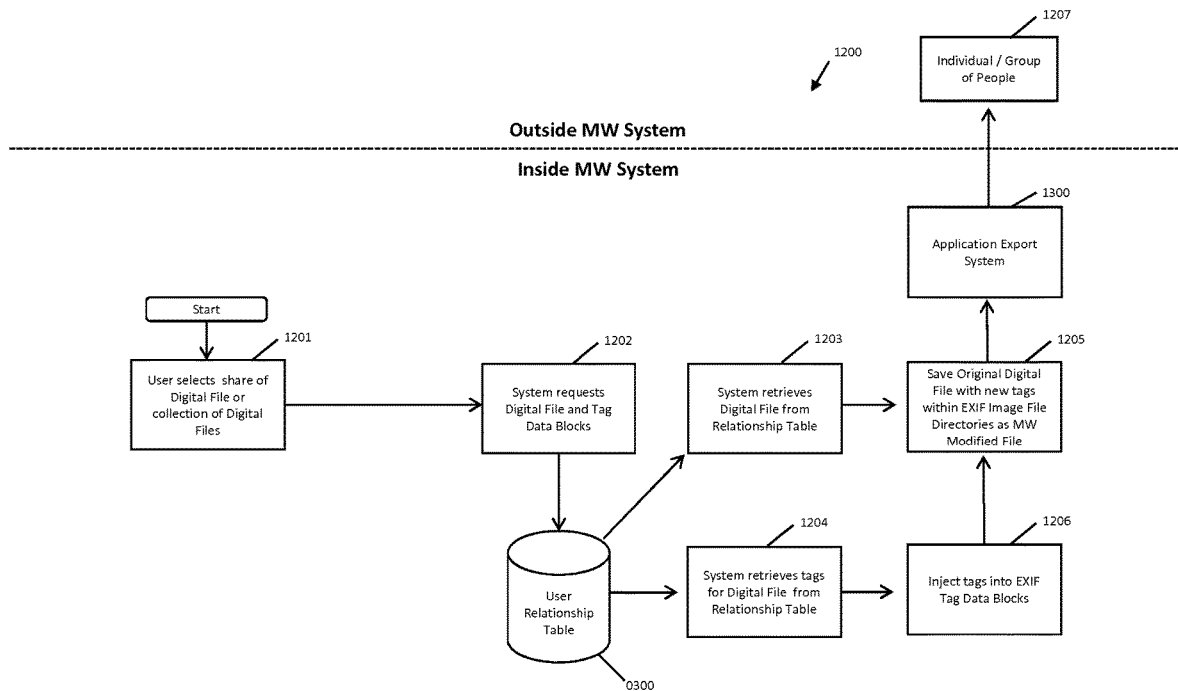 1207
Individual / Group
of People
1200
Outside MW System
Inside MW System
1300
Application Export
System
Start
1201
User selects share of
Digital File or
collection of Digital
Files
1202
System requests
Digital File and Tag
Data Blocks
1203
System retrieves
Digital File from
Relationship Table
1205
Save Original Digital
File with new tags
within EXIF Image File
Directories as MW
Modified File
User
Relationship
Table
0300
1204
System retrieves tags
for Digital File from
Relationship Table
1206
Inject tags into EXIF
Tag Data Blocks